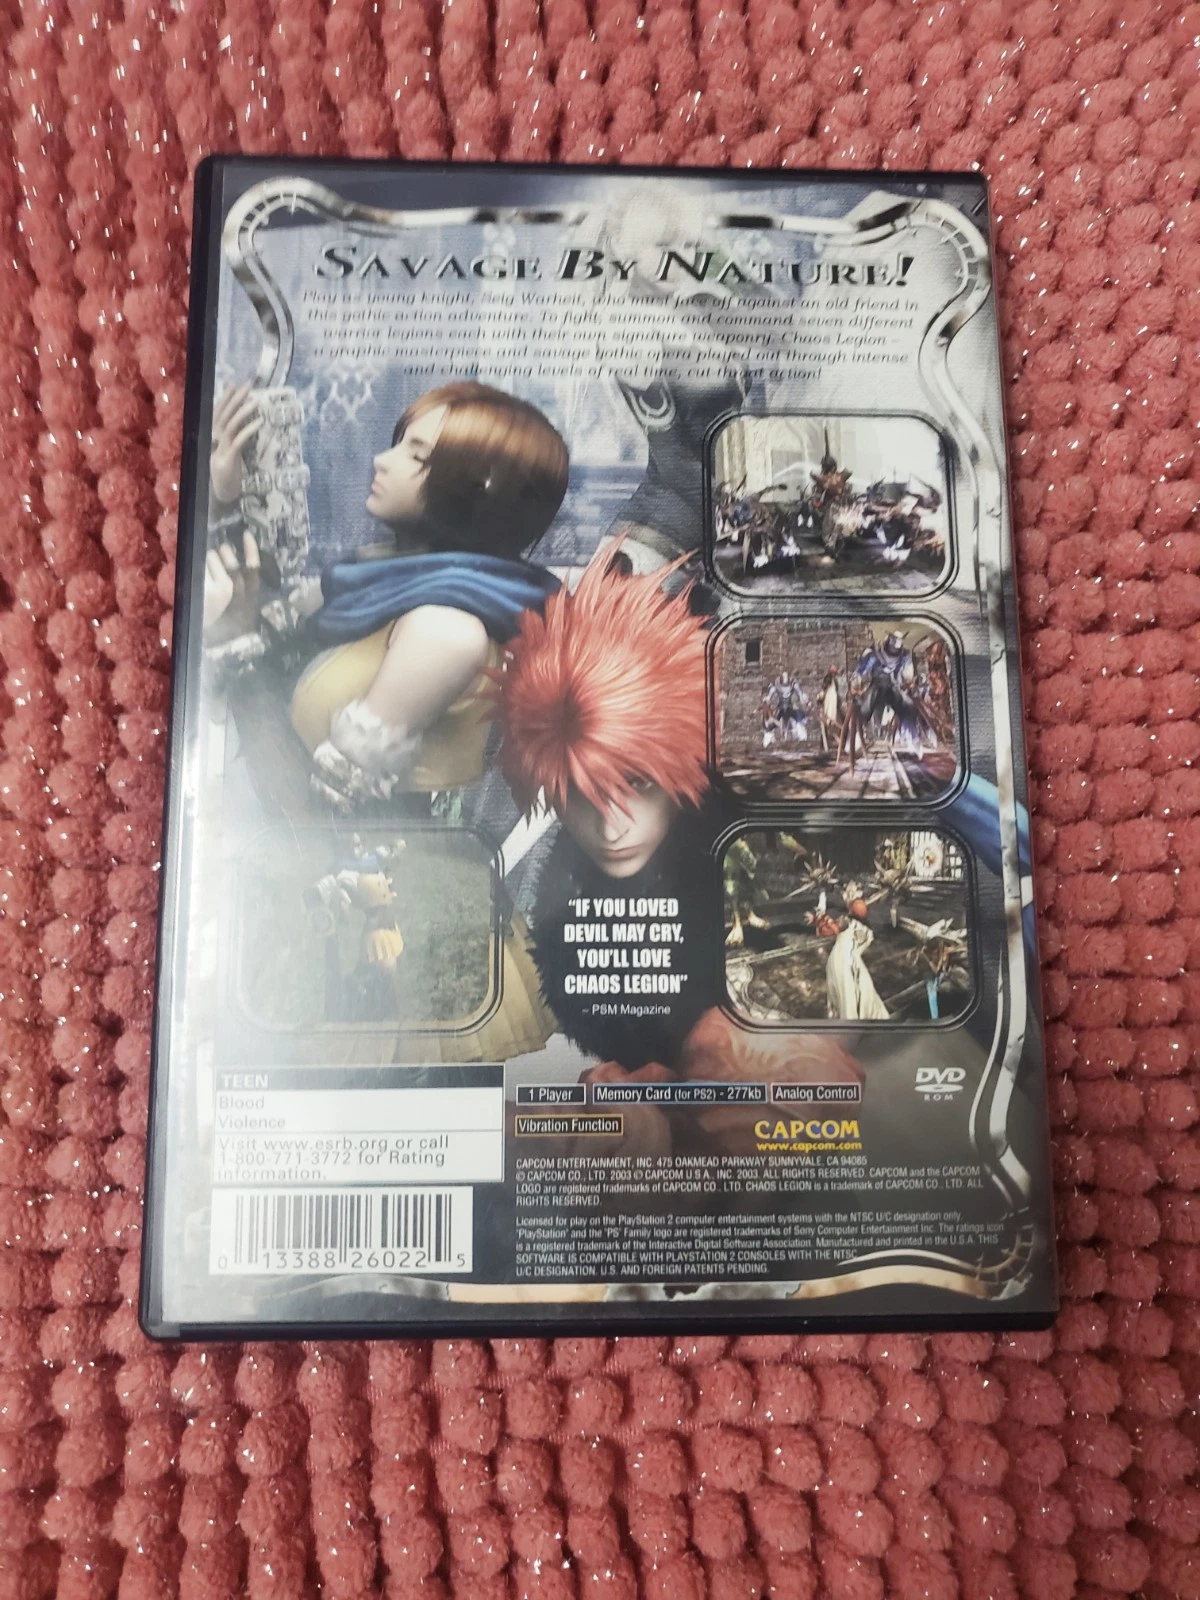 SAVAGE BY NATURE!
Play as young knight, Seig Warheit, who must face off against an old friend in
this gothic action adventure. To fight, summon and command seven different
warrior legions each with their own signature weaponry. Chaos Legion –
a graphic masterpiece and savage gothic opera played out through intense
and challenging levels of real time, cut throat action!
“IF YOU LOVED
DEVIL MAY CRY,
YOU'LL LOVE
CHAOS LEGION”
– PSM Magazine
TEEN
Blood
Violence
Visit www.esrb.org or call
1-800-771-3772 for Rating
Information.
0 13388 26022 5
1 Player
Memory Card (for PS2) - 277kb
Analog Control
Vibration Function
DVD
ROM
CAPCOM
www.capcom.com
CAPCOM ENTERTAINMENT, INC. 475 OAKMEAD PARKWAY SUNNYVALE, CA 94085
© CAPCOM CO., LTD. 2003 © CAPCOM U.S.A., INC. 2003. ALL RIGHTS RESERVED. CAPCOM and the CAPCOM
LOGO are registered trademarks of CAPCOM CO., LTD. CHAOS LEGION is a trademark of CAPCOM CO., LTD. ALL
RIGHTS RESERVED.
Licensed for play on the PlayStation 2 computer entertainment systems with the NTSC U/C designation only.
"PlayStation" and the "PS" Family logo are registered trademarks of Sony Computer Entertainment Inc. The ratings icon
is a registered trademark of the Interactive Digital Software Association. Manufactured and printed in the U.S.A. THIS
SOFTWARE IS COMPATIBLE WITH PLAYSTATION 2 CONSOLES WITH THE NTSC
U/C DESIGNATION. U.S. AND FOREIGN PATENTS PENDING.